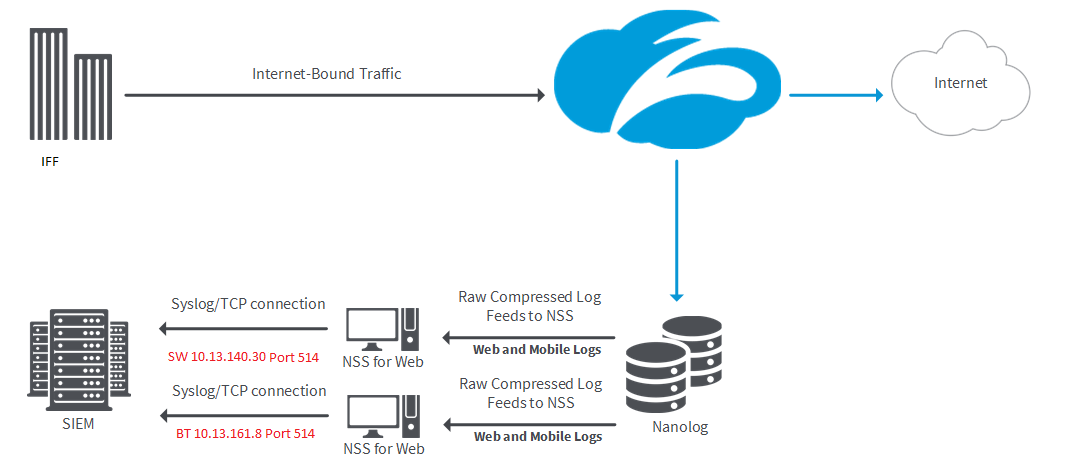 Internet-Bound Traffic
Internet
IFF
Syslog/TCP connection
SW 10.13.140.30 Port 514
NSS for Web
Raw Compressed Log
Feeds to NSS
Web and Mobile Logs
Syslog/TCP connection
BT 10.13.161.8 Port 514
NSS for Web
Raw Compressed Log
Feeds to NSS
Web and Mobile Logs
SIEM
Nanolog